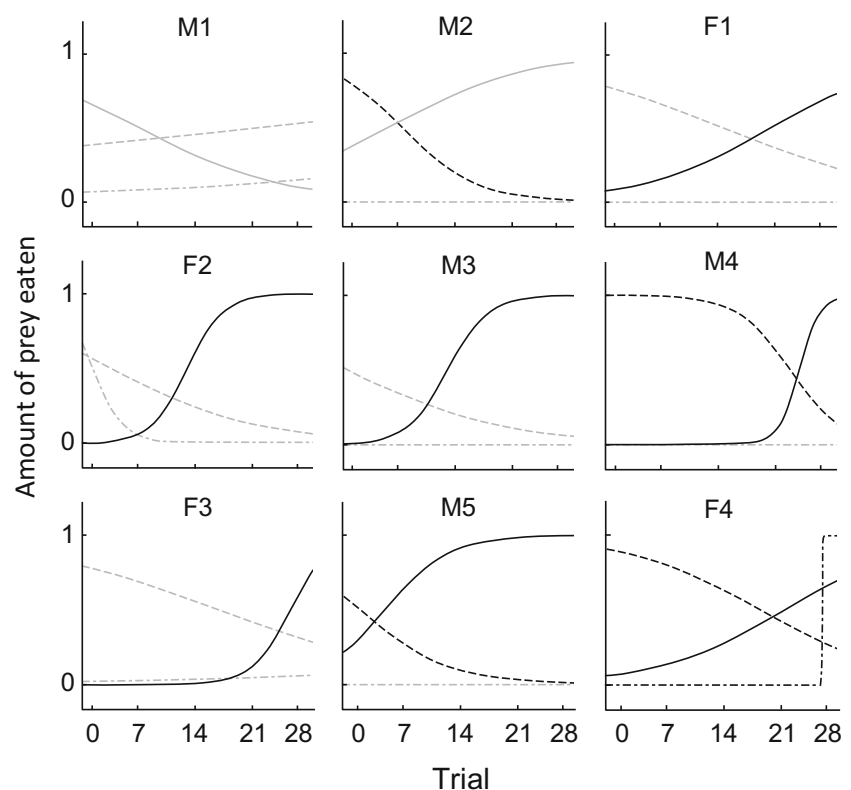 M1 M2 F1
1
0
F2 M3 M4
1
0
F3 M5 F4
1
0
0 7 14 21 28 0 7 14 21 28 0 7 14 21 28
Amount of prey eaten
Trial